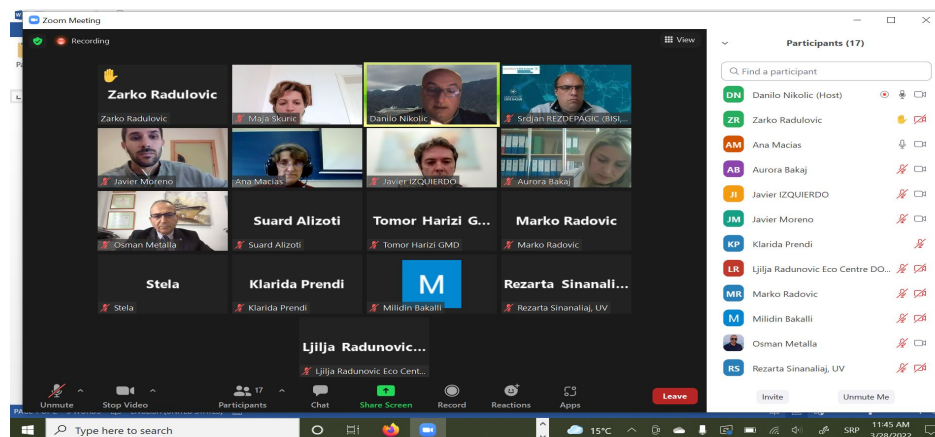 Zoom Meeting
Recording
View
Zarko Radulovic
Zarko Radulovic
Maja Skuric
Danilo Nikolic
Srdjan REZDEPAGIC (BISI,...
Javier Moreno
Ana Macias
Javier IZQUIERDO
Aurora Bakaj
Osman Metalla
Suard Alizoti
Suard Alizoti
Tomor Harizi G...
Tomor Harizi GMD
Marko Radovic
Marko Radovic
Stela
Stela
Klarida Prendi
Klarida Prendi
M
Milidin Bakalli
Rezarta Sinanali...
Rezarta Sinanaliaj, UV
Ljilja Radunovic...
Ljilja Radunovic Eco Cent...
Unmute
Stop Video
17
Participants
Chat
Share Screen
Record
Reactions
Apps
Leave
Participants (17)
Find a participant
DN Danilo Nikolic (Host)
ZR Zarko Radulovic
AM Ana Macias
AB Aurora Bakaj
JI Javier IZQUIERDO
JM Javier Moreno
KP Klarida Prendi
LR Ljilja Radunovic Eco Centre DO...
MR Marko Radovic
M Milidin Bakalli
Osman Metalla
RS Rezarta Sinanaliaj, UV
Invite
Unmute Me
Type here to search
15°C
SRP
11:45 AM
3/28/2022